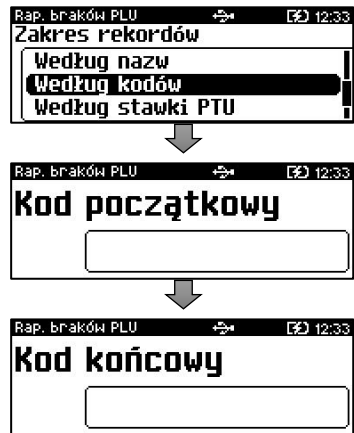 Rap. braków PLU 12:33
Zakres rekordów
Według nazw
Według kodów
Według stawki PTU
Rap. braków PLU 12:33
Kod początkowy
Rap. braków PLU 12:33
Kod końcowy